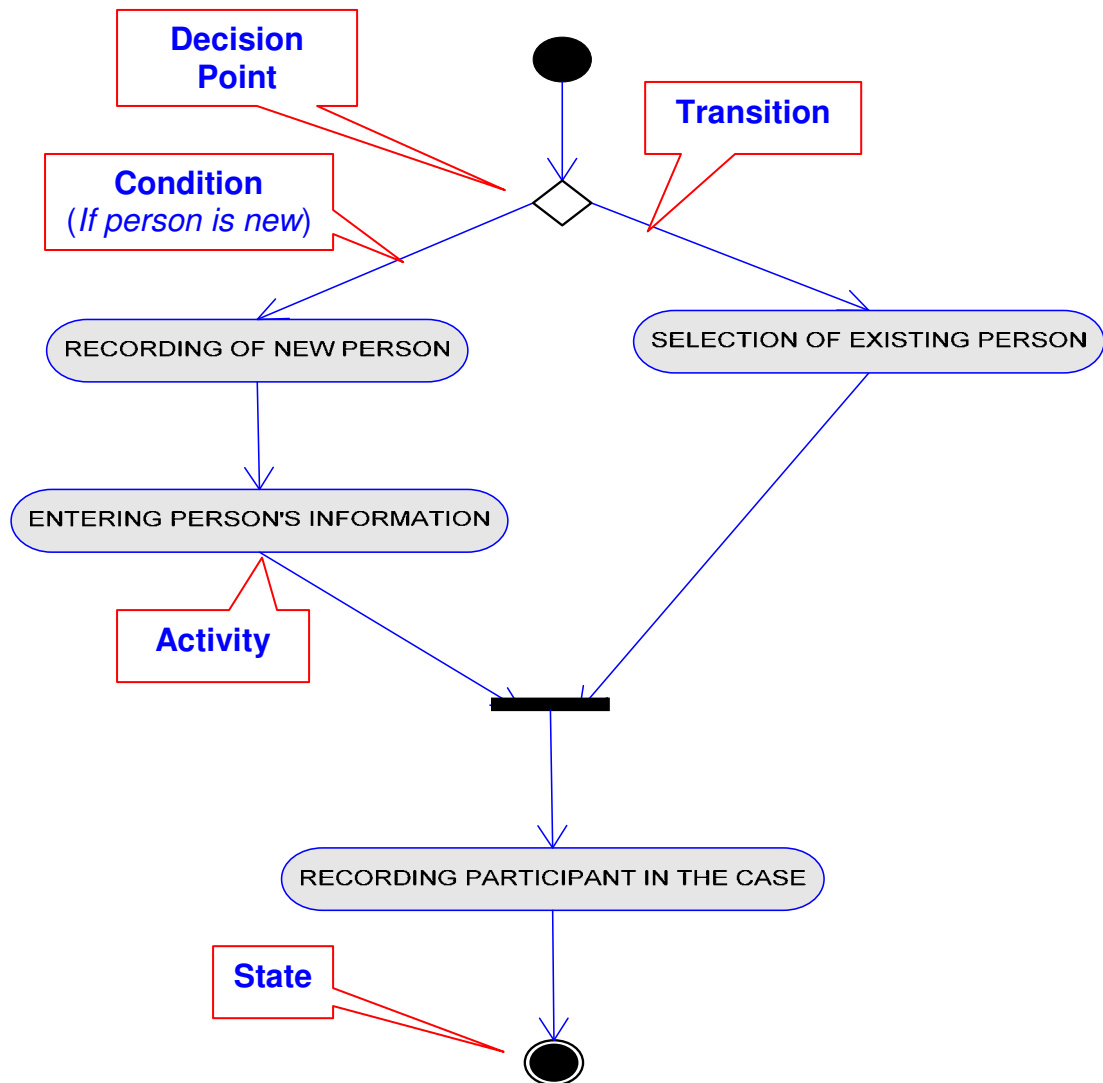 Decision
Point
Transition
Condition
(If person is new)
RECORDING OF NEW PERSON
SELECTION OF EXISTING PERSON
ENTERING PERSON'S INFORMATION
Activity
RECORDING PARTICIPANT IN THE CASE
State